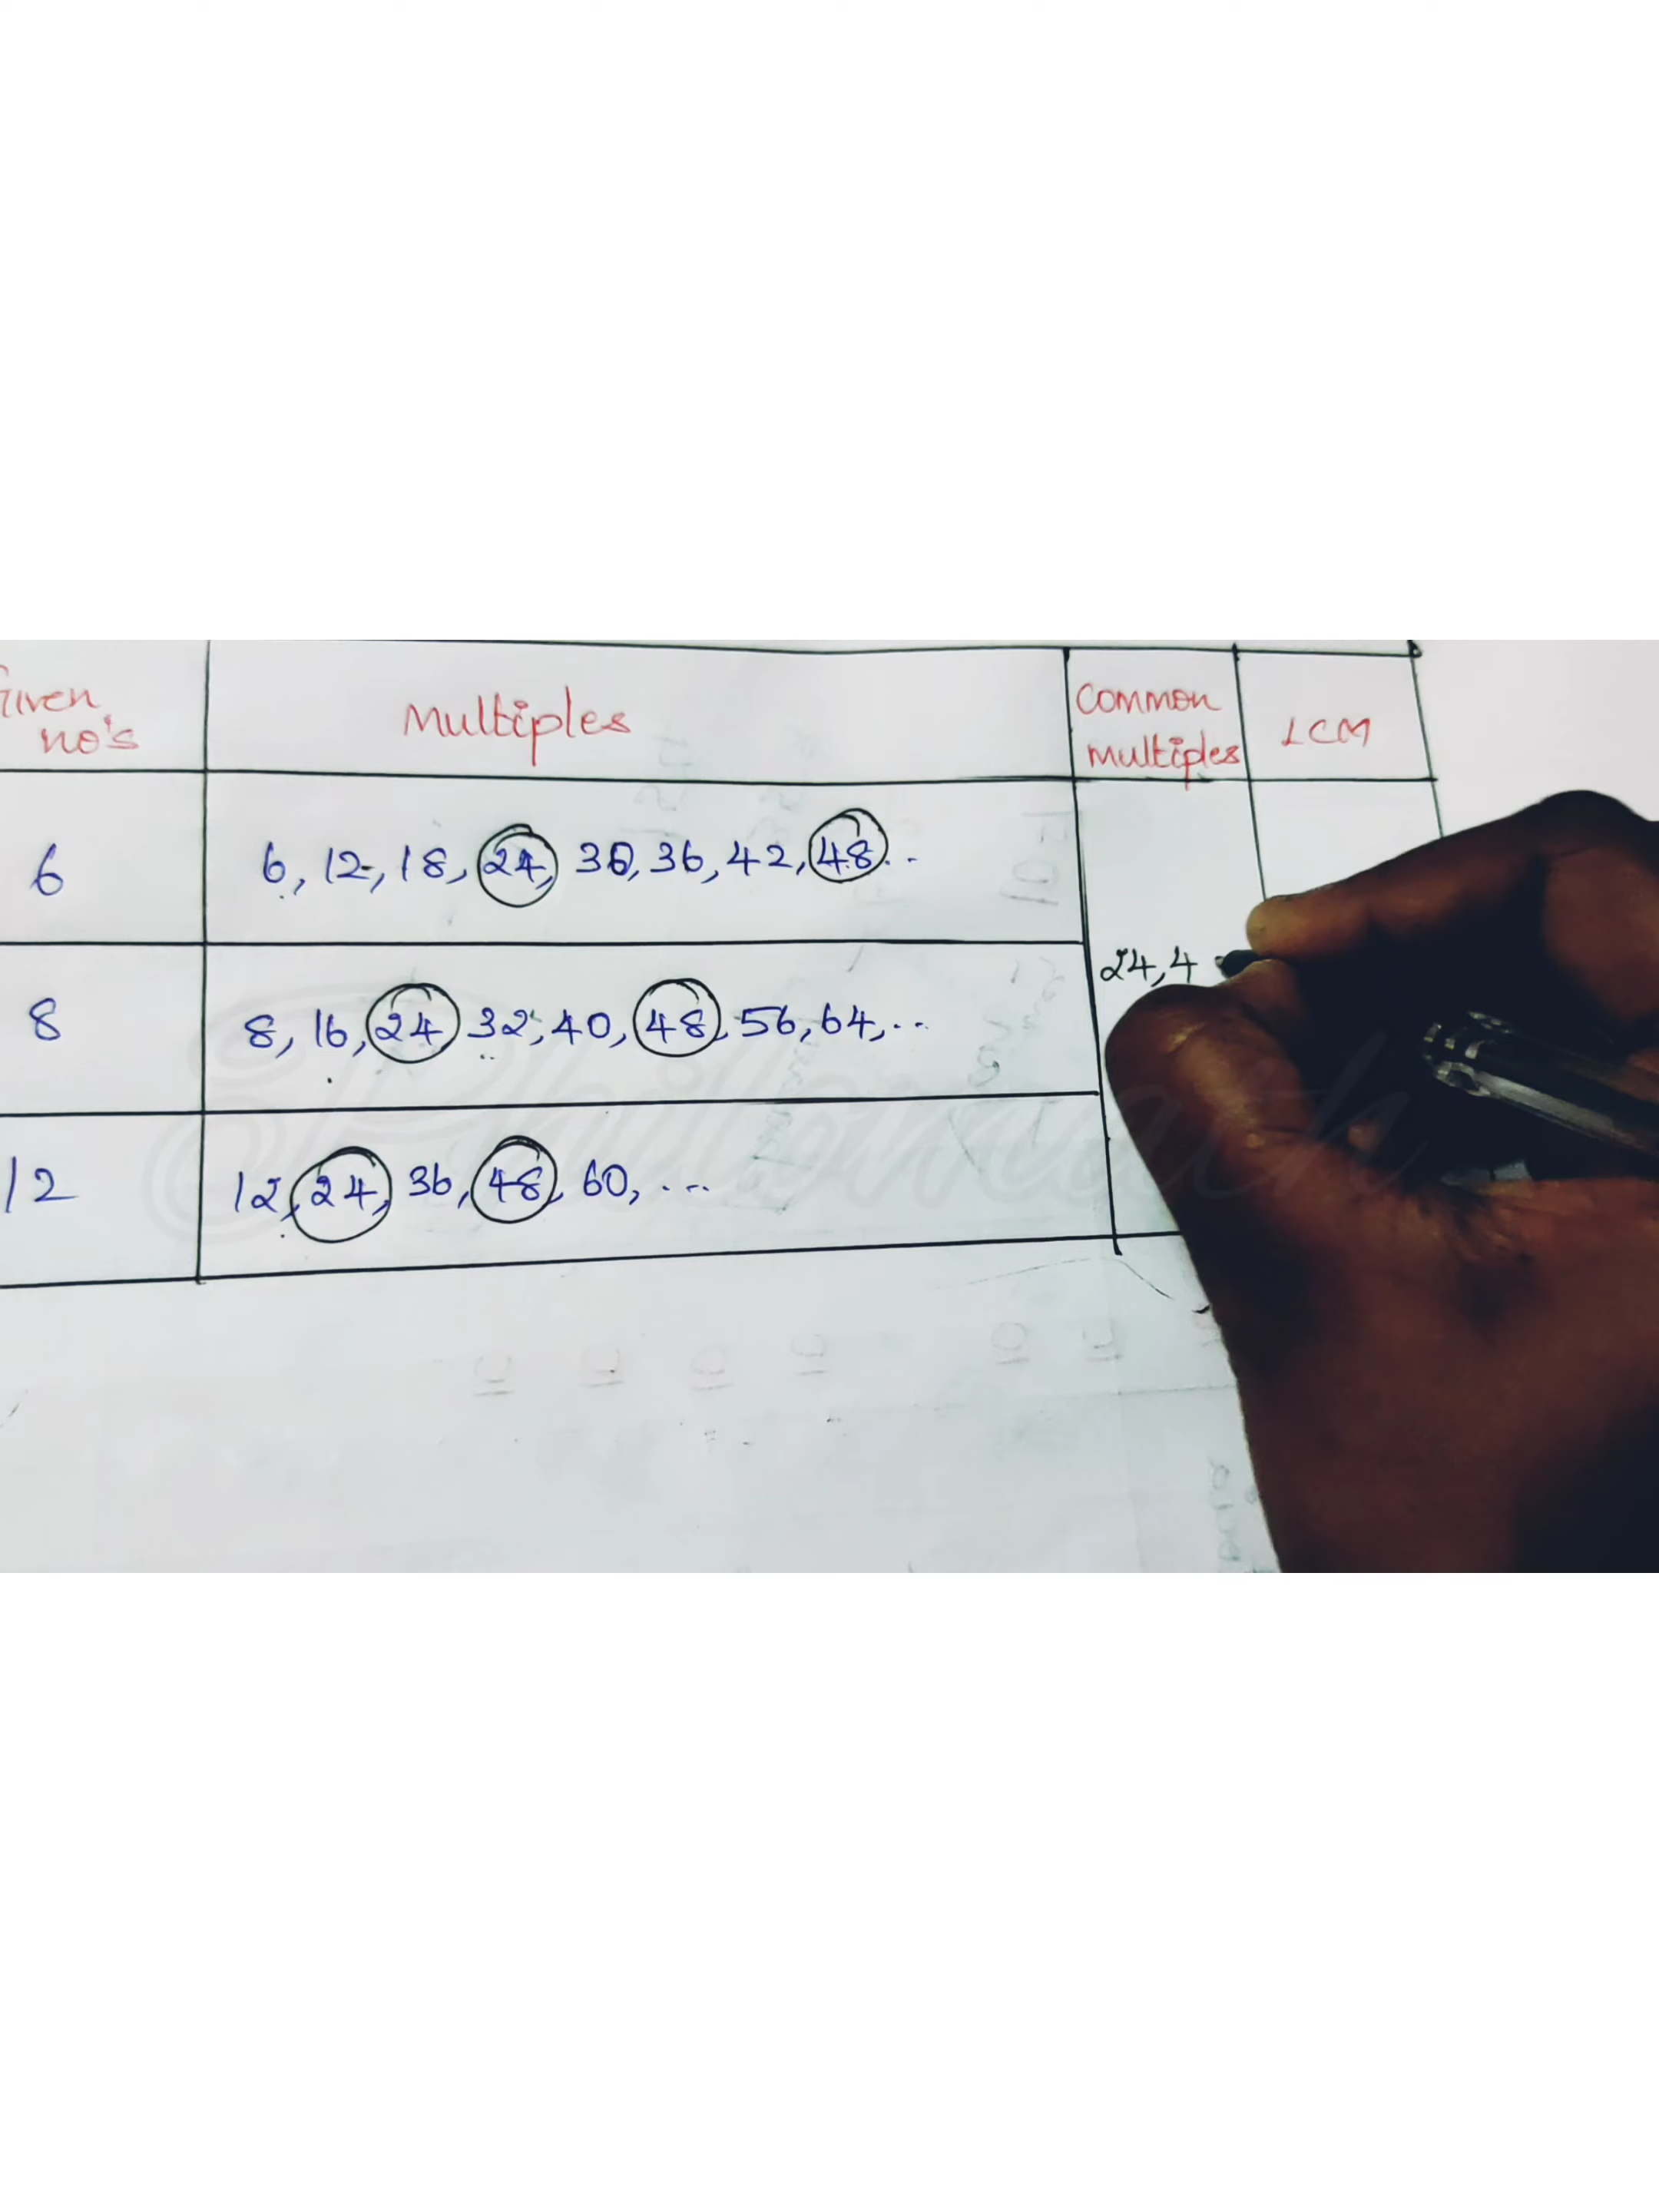 Given no's
Multiples
Common multiples
LCM
6
6, 12, 18, 24, 30, 36, 42, 48..
8
8, 16, 24, 32, 40, 48, 56, 64, ..
24, 4
12
12, 24, 36, 48, 60, ...